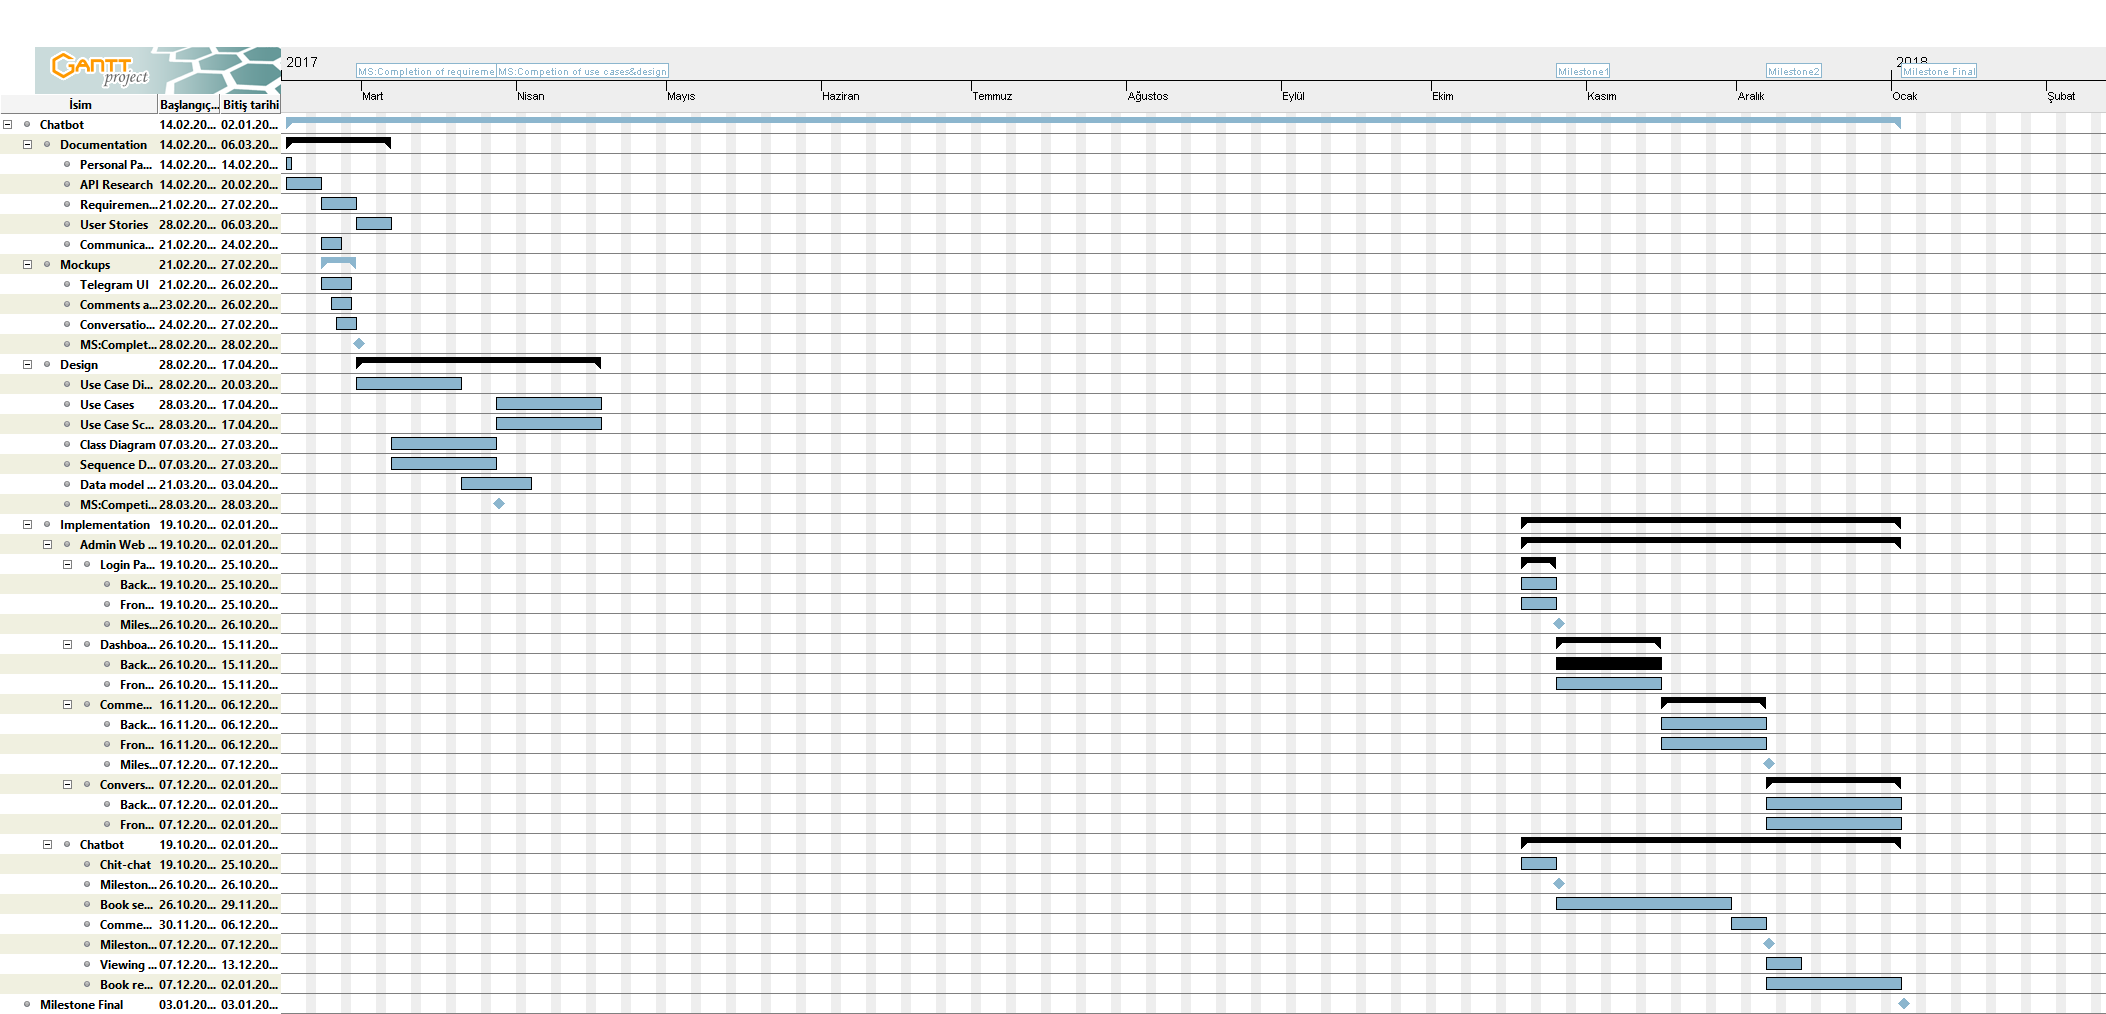 GANTT
project
2017
2018
MS:Completion of requireme MS:Competion of use cases&design Milestone1 Milestone2 Milestone Final
Mart Nisan Mayıs Haziran Temmuz Ağustos Eylül Ekim Kasım Aralık Ocak Şubat
İsim Başlangıç... Bitiş tarihi
Chatbot 14.02.20... 02.01.20...
Documentation 14.02.20... 06.03.20...
Personal Pa... 14.02.20... 14.02.20...
API Research 14.02.20... 20.02.20...
Requiremen... 21.02.20... 27.02.20...
User Stories 28.02.20... 06.03.20...
Communica... 21.02.20... 24.02.20...
Mockups 21.02.20... 27.02.20...
Telegram UI 21.02.20... 26.02.20...
Comments a... 23.02.20... 26.02.20...
Conversatio... 24.02.20... 27.02.20...
MS:Complet... 28.02.20... 28.02.20...
Design 28.02.20... 17.04.20...
Use Case Di... 28.02.20... 20.03.20...
Use Cases 28.03.20... 17.04.20...
Use Case Sc... 28.03.20... 17.04.20...
Class Diagram 07.03.20... 27.03.20...
Sequence D... 07.03.20... 27.03.20...
Data model ... 21.03.20... 03.04.20...
MS:Competi... 28.03.20... 28.03.20...
Implementation 19.10.20... 02.01.20...
Admin Web ... 19.10.20... 02.01.20...
Login Pa... 19.10.20... 25.10.20...
Back... 19.10.20... 25.10.20...
Fron... 19.10.20... 25.10.20...
Miles... 26.10.20... 26.10.20...
Dashboa... 26.10.20... 15.11.20...
Back... 26.10.20... 15.11.20...
Fron... 26.10.20... 15.11.20...
Comme... 16.11.20... 06.12.20...
Back... 16.11.20... 06.12.20...
Fron... 16.11.20... 06.12.20...
Miles... 07.12.20... 07.12.20...
Convers... 07.12.20... 02.01.20...
Back... 07.12.20... 02.01.20...
Fron... 07.12.20... 02.01.20...
Chatbot 19.10.20... 02.01.20...
Chit-chat 19.10.20... 25.10.20...
Mileston... 26.10.20... 26.10.20...
Book se... 26.10.20... 29.11.20...
Comme... 30.11.20... 06.12.20...
Mileston... 07.12.20... 07.12.20...
Viewing ... 07.12.20... 13.12.20...
Book re... 07.12.20... 02.01.20...
Milestone Final 03.01.20... 03.01.20...